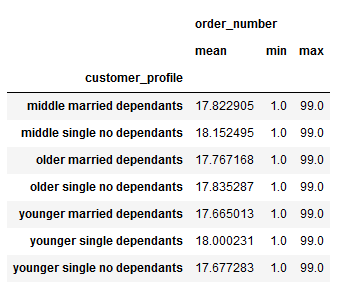 order_number
mean min max
customer_profile
middle married dependants 17.822905 1.0 99.0
middle single no dependants 18.152495 1.0 99.0
older married dependants 17.767168 1.0 99.0
older single no dependants 17.835287 1.0 99.0
younger married dependants 17.665013 1.0 99.0
younger single dependants 18.000231 1.0 99.0
younger single no dependants 17.677283 1.0 99.0